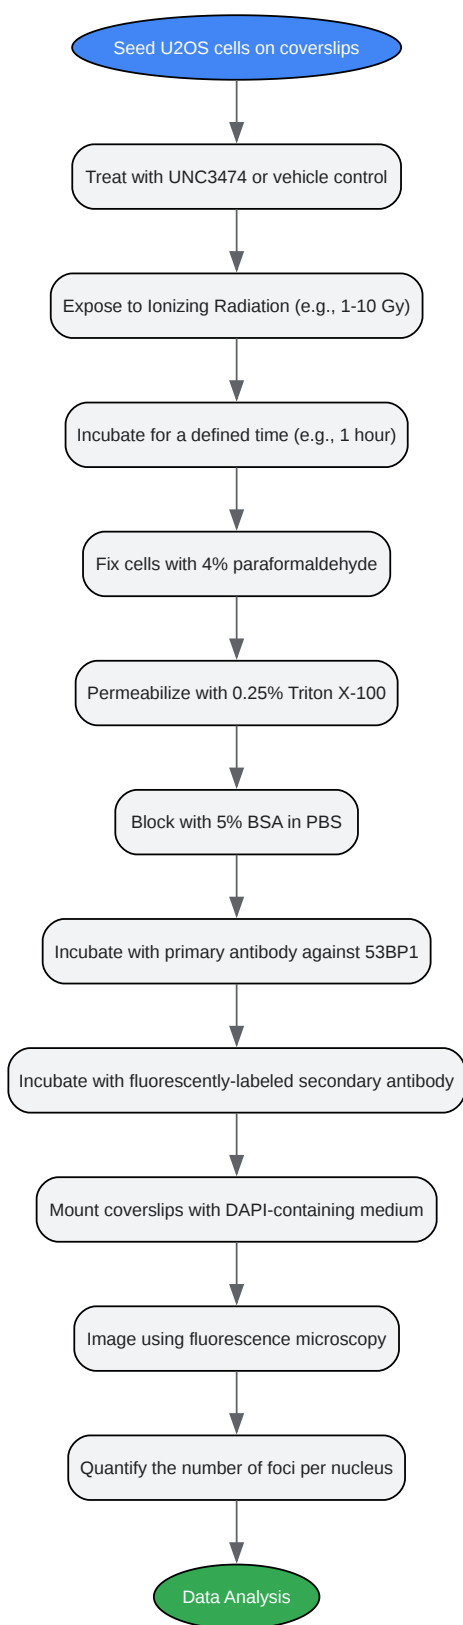 Seed U2OS cells on coverslips
Treat with UNC3474 or vehicle control
Expose to Ionizing Radiation (e.g., 1-10 Gy)
Incubate for a defined time (e.g., 1 hour)
Fix cells with 4% paraformaldehyde
Permeabilize with 0.25% Triton X-100
Block with 5% BSA in PBS
Incubate with primary antibody against 53BP1
Incubate with fluorescently-labeled secondary antibody
Mount coverslips with DAPI-containing medium
Image using fluorescence microscopy
Quantify the number of foci per nucleus
Data Analysis